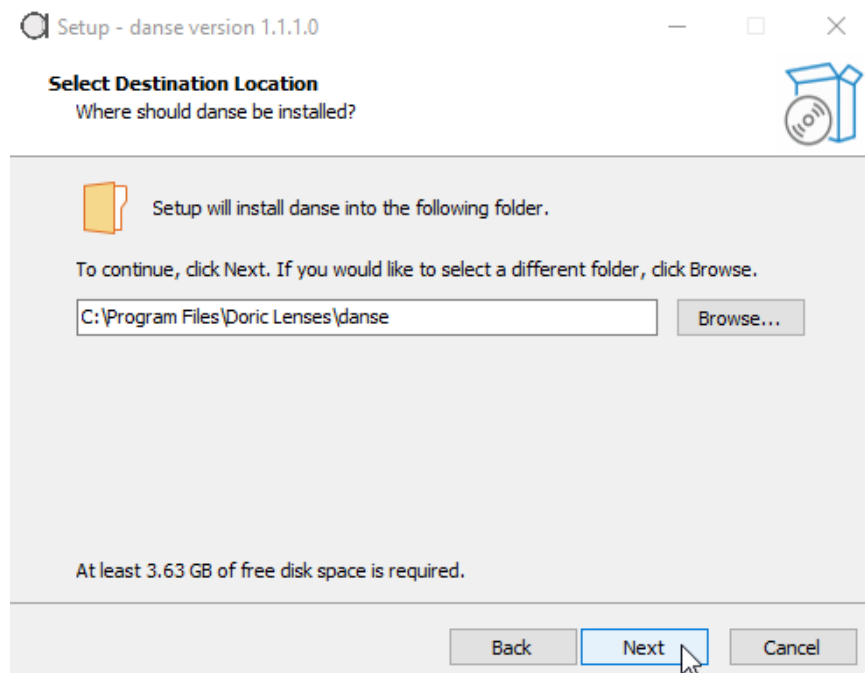 Setup - danse version 1.1.1.0
Select Destination Location
Where should danse be installed?
Setup will install danse into the following folder.
To continue, click Next. If you would like to select a different folder, click Browse.
C:\Program Files\Doric Lenses\danse
Browse...
At least 3.63 GB of free disk space is required.
Back
Next
Cancel